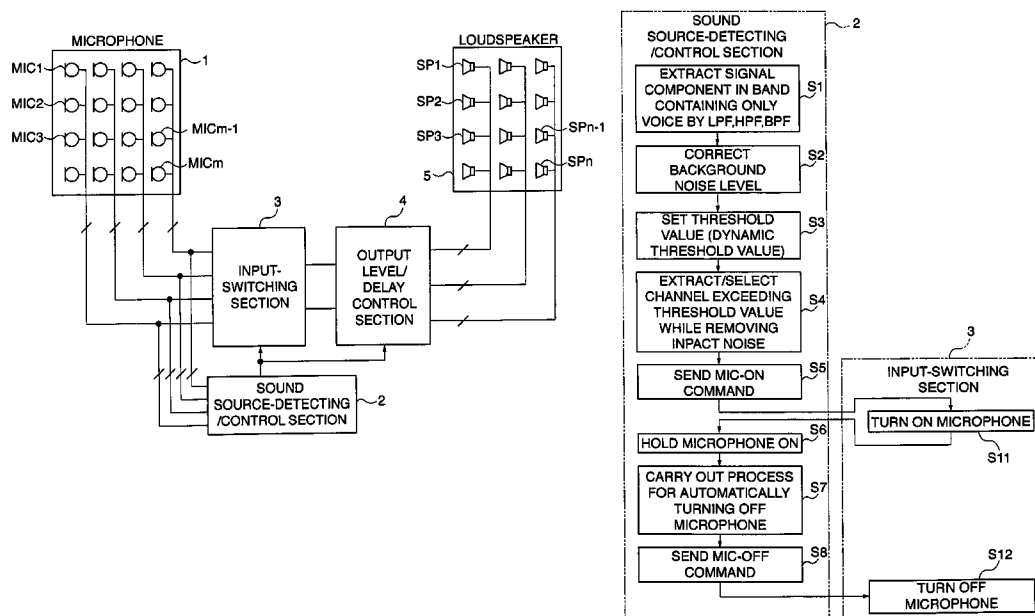 MICROPHONE
1
MIC1
MIC2
MIC3
MICm-1
MICm
LOUDSPEAKER
SP1
SP2
SP3
SPn-1
SPn
5
3
INPUT-
SWITCHING
SECTION
4
OUTPUT
LEVEL/
DELAY
CONTROL
SECTION
SOUND
SOURCE-DETECTING
/CONTROL SECTION
2
SOUND
SOURCE-DETECTING
/CONTROL SECTION
2
EXTRACT SIGNAL
COMPONENT IN BAND
CONTAINING ONLY
VOICE BY LPF,HPF,BPF
S1
CORRECT
BACKGROUND
NOISE LEVEL
S2
SET THRESHOLD
VALUE (DYNAMIC
THRESHOLD VALUE)
S3
EXTRACT/SELECT
CHANNEL EXCEEDING
THRESHOLD VALUE
WHILE REMOVING
INPACT NOISE
S4
SEND MIC-ON
COMMAND
S5
3
INPUT-SWITCHING
SECTION
TURN ON MICROPHONE
S11
HOLD MICROPHONE ON
S6
CARRY OUT PROCESS
FOR AUTOMATICALLY
TURNING OFF
MICROPHONE
S7
SEND MIC-OFF
COMMAND
S8
S12
TURN OFF
MICROPHONE